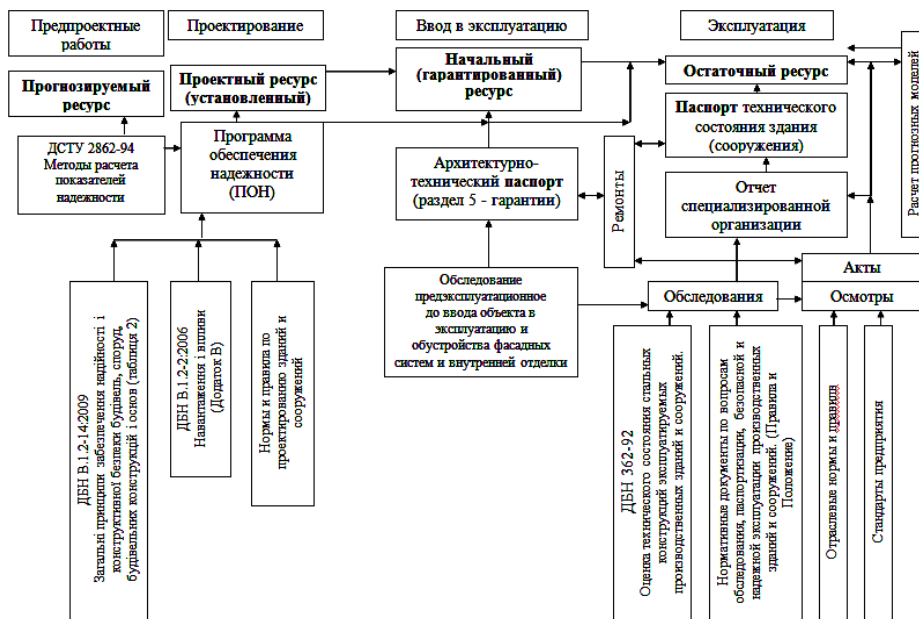 Предпроектные
работы
Проектирование
Ввод в эксплуатацию
Эксплуатация
Прогнозируемый
ресурс
Проектный ресурс
(установленный)
Начальный
(гарантированный)
ресурс
Остаточный ресурс
Расчет прогнозных моделей
ДСТУ 2862-94
Методы расчета
показателей
надежности
Программа
обеспечения
надежности
(ПОН)
Архитектурно-
технический паспорт
(раздел 5 - гарантии)
Ремонты
Паспорт технического
состояния здания
(сооружения)
Отчет
специализированной
организации
Акты
Обследование
предэксплуатационное
до ввода объекта в
эксплуатацию и
обустройства фасадных
систем и внутренней отделки
Обследования
Осмотры
ДБН В.1.2-14:2009
Загальні принципи забезпечення надійності і
конструктивної безпеки будівель, споруд,
будівельних конструкцій і основ (таблиця 2)
ДБН В.1.2-2:2006
Навантаження і впливи
(Додаток В)
Нормы и правила по
проектированию зданий и
сооружений
ДБН 362-92
Оценка технического состояния стальных
конструкций эксплуатируемых
производственных зданий и сооружений.
Нормативные документы по вопросам
обследования, паспортизации, безопасной и
надежной эксплуатации производственных
зданий и сооружений. (Правила и
Положение)
Отраслевые нормы и правила
Стандарты предприятия